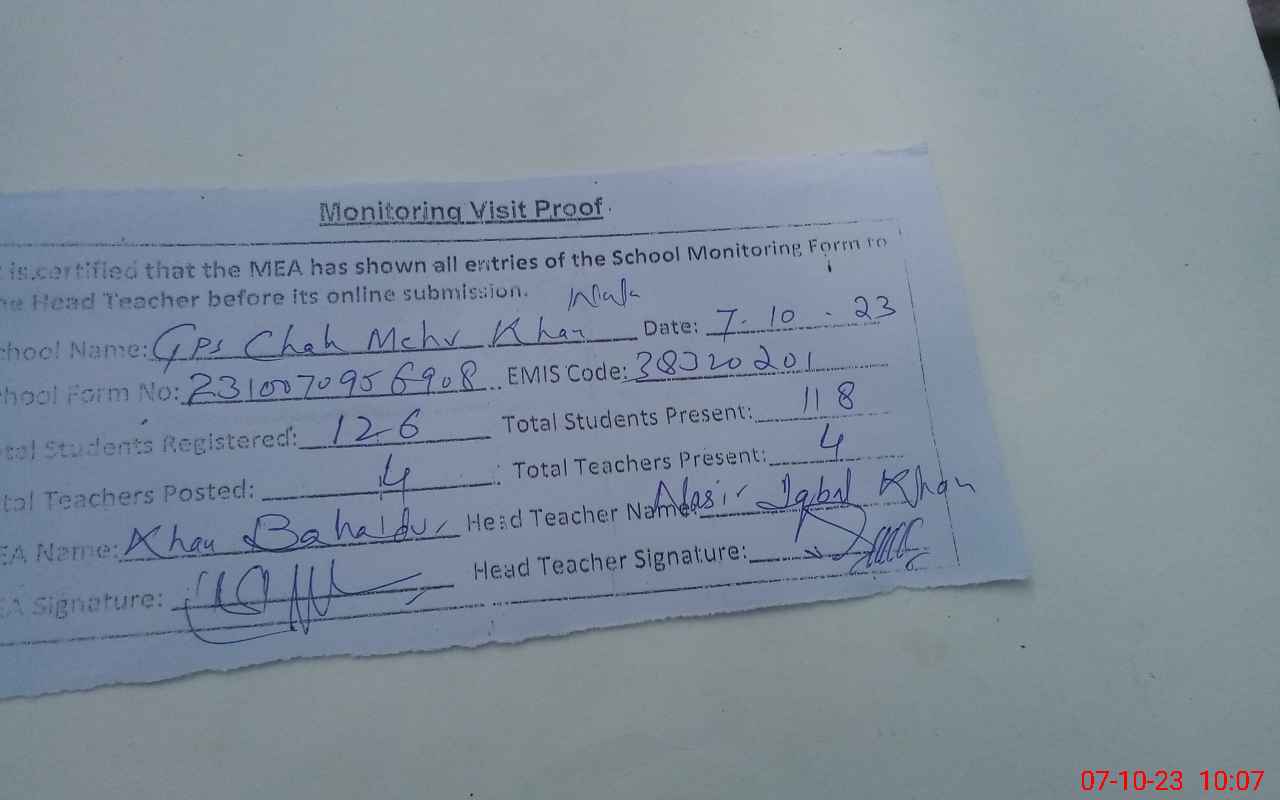 Monitoring Visit Proof
is certified that the MEA has shown all entries of the School Monitoring Form to
he Head Teacher before its online submission.
Wala
chool Name: GPS Chah Mehr Khan Date: 7-10-23
hool Form No: 2310070956908 EMIS Code: 38320201
tal Students Registered: 126 Total Students Present: 118
tal Teachers Posted: 4 Total Teachers Present: 4
EA Name: Khan Bahadur Head Teacher Name: Nasir Iqbal Khan
EA Signature: Head Teacher Signature:
07-10-23 10:07